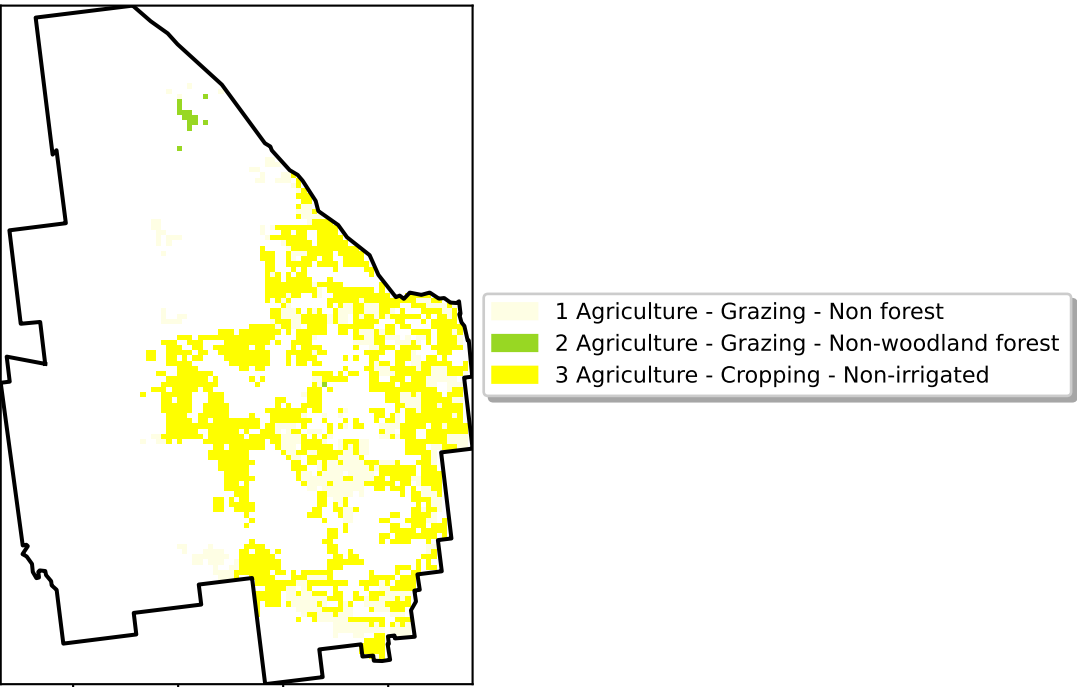 1 Agriculture - Grazing - Non forest
2 Agriculture - Grazing - Non-woodland forest
3 Agriculture - Cropping - Non-irrigated